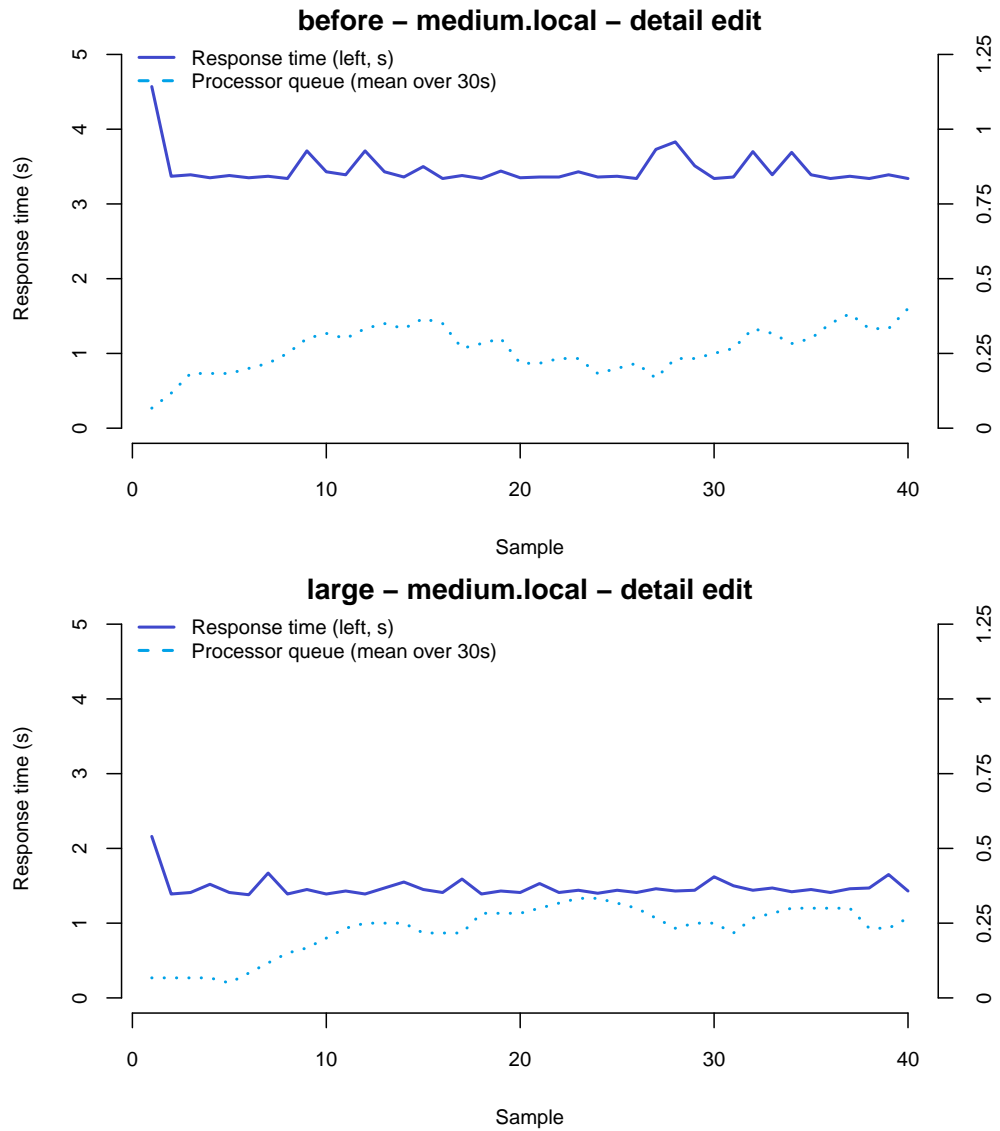 before – medium.local – detail edit
Response time (left, s)
Processor queue (mean over 30s)
Response time (s)
0
1
2
3
4
5
0
0.25
0.5
0.75
1
1.25
0 10 20 30 40
Sample
large – medium.local – detail edit
Response time (left, s)
Processor queue (mean over 30s)
Response time (s)
0
1
2
3
4
5
0
0.25
0.5
0.75
1
1.25
0 10 20 30 40
Sample